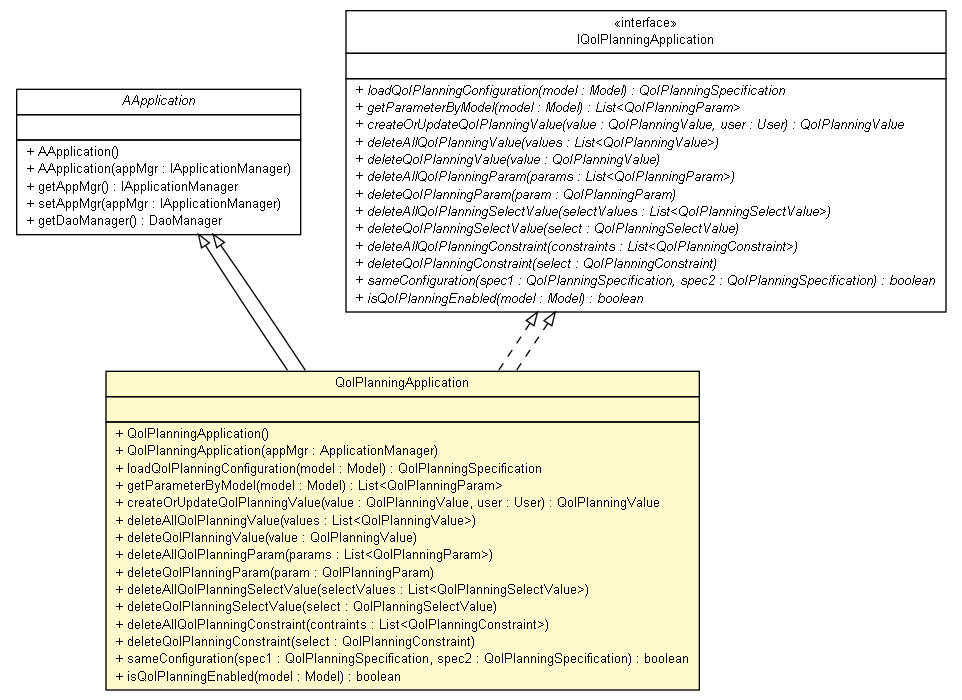 «interface»
IQoIPlanningApplication
+ loadQoIPlanningConfiguration(model : Model) : QoIPlanningSpecification
+ getParameterByModel(model : Model) : List<QoIPlanningParam>
+ createOrUpdateQoIPlanningValue(value : QoIPlanningValue, user : User) : QoIPlanningValue
+ deleteAllQoIPlanningValue(values : List<QoIPlanningValue>)
+ deleteQoIPlanningValue(value : QoIPlanningValue)
+ deleteAllQoIPlanningParam(params : List<QoIPlanningParam>)
+ deleteQoIPlanningParam(param : QoIPlanningParam)
+ deleteAllQoIPlanningSelectValue(selectValues : List<QoIPlanningSelectValue>)
+ deleteQoIPlanningSelectValue(select : QoIPlanningSelectValue)
+ deleteAllQoIPlanningConstraint(constraints : List<QoIPlanningConstraint>)
+ deleteQoIPlanningConstraint(select : QoIPlanningConstraint)
+ sameConfiguration(spec1 : QoIPlanningSpecification, spec2 : QoIPlanningSpecification) : boolean
+ isQoIPlanningEnabled(model : Model) : boolean
AApplication
+ AApplication()
+ AApplication(appMgr : IApplicationManager)
+ getAppMgr() : IApplicationManager
+ setAppMgr(appMgr : IApplicationManager)
+ getDaoManager() : DaoManager
QoIPlanningApplication
+ QoIPlanningApplication()
+ QoIPlanningApplication(appMgr : ApplicationManager)
+ loadQoIPlanningConfiguration(model : Model) : QoIPlanningSpecification
+ getParameterByModel(model : Model) : List<QoIPlanningParam>
+ createOrUpdateQoIPlanningValue(value : QoIPlanningValue, user : User) : QoIPlanningValue
+ deleteAllQoIPlanningValue(values : List<QoIPlanningValue>)
+ deleteQoIPlanningValue(value : QoIPlanningValue)
+ deleteAllQoIPlanningParam(params : List<QoIPlanningParam>)
+ deleteQoIPlanningParam(param : QoIPlanningParam)
+ deleteAllQoIPlanningSelectValue(selectValues : List<QoIPlanningSelectValue>)
+ deleteQoIPlanningSelectValue(select : QoIPlanningSelectValue)
+ deleteAllQoIPlanningConstraint(contraints : List<QoIPlanningConstraint>)
+ deleteQoIPlanningConstraint(select : QoIPlanningConstraint)
+ sameConfiguration(spec1 : QoIPlanningSpecification, spec2 : QoIPlanningSpecification) : boolean
+ isQoIPlanningEnabled(model : Model) : boolean